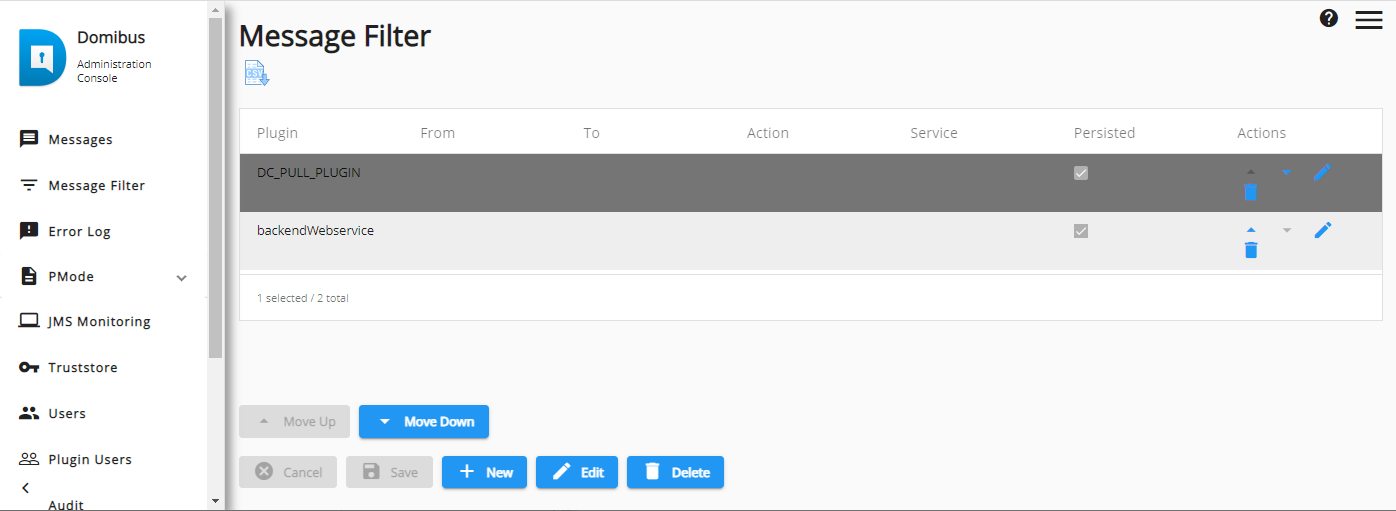 Domibus
Administration
Console
Messages
Message Filter
Error Log
PMode
JMS Monitoring
Truststore
Users
Plugin Users
Audit
Message Filter
CSV
Plugin From To Action Service Persisted Actions
DC_PULL_PLUGIN
backendWebservice
1 selected / 2 total
Move Up Move Down
Cancel Save New Edit Delete